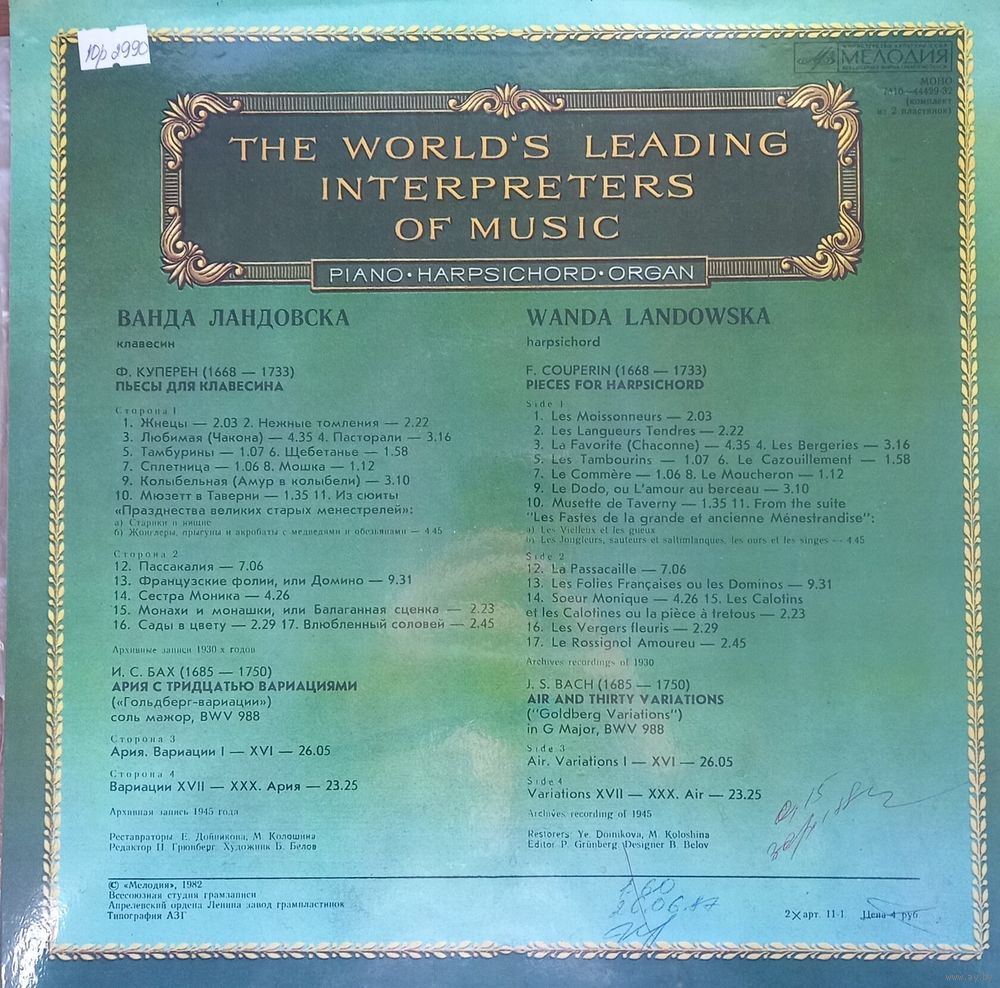 10р 2990
МЕЛОДИЯ
МОНО
(комплект
из 2 пластинок)
THE WORLD'S LEADING
INTERPRETERS
OF MUSIC
PIANO·HARPSICHORD·ORGAN
ВАНДА ЛАНДОВСКА
клавесин
Ф. КУПЕРЕН (1668 — 1733)
ПЬЕСЫ ДЛЯ КЛАВЕСИНА
Сторона 1
1. Жнецы — 2.03 2. Нежные томления — 2.22
3. Любимая (Чакона) — 4.35 4. Пасторали — 3.16
5. Тамбурины — 1.07 6. Щебетанье — 1.58
7. Сплетница — 1.06 8. Мошка — 1.12
9. Колыбельная (Амур в колыбели) — 3.10
10. Мюзетт в Таверни — 1.35 11. Из сюиты
«Празднества великих старых менестрелей»:
а) Старики и нищие
б) Жонглеры, прыгуны и акробаты с медведями и обезьянами — 4.45
Сторона 2
12. Пассакалия — 7.06
13. Французские фолии, или Домино — 9.31
14. Сестра Моника — 4.26
15. Монахи и монашки, или Балаганная сценка — 2.23
16. Сады в цвету — 2.29 17. Влюбленный соловей — 2.45
Архивные записи 1930-х годов
И. С. БАХ (1685 — 1750)
АРИЯ С ТРИДЦАТЬЮ ВАРИАЦИЯМИ
(«Гольдберг-вариации»)
соль мажор, BWV 988
Сторона 3
Ария. Вариации I — XVI — 26.05
Сторона 4
Вариации XVII — XXX. Ария — 23.25
Архивная запись 1945 года
Реставраторы Е. Дойникова, М. Колошина
Редактор П. Грюнберг. Художник Б. Белов
WANDA LANDOWSKA
harpsichord
F. COUPERIN (1668 — 1733)
PIECES FOR HARPSICHORD
Side 1
1. Les Moissonneurs — 2.03
2. Les Langueurs Tendres — 2.22
3. La Favorite (Chaconne) — 4.35 4. Les Bergeries — 3.16
5. Les Tambourins — 1.07 6. Le Cazouillement — 1.58
7. Le Commère — 1.06 8. Le Moucheron — 1.12
9. Le Dodo, ou L'amour au berceau — 3.10
10. Musette de Taverny — 1.35 11. From the suite
"Les Fastes de la grande et ancienne Ménestrandise":
a) Les Vielleux et les gueux
b) Les Jongleurs, sauteurs et saltimlanques, les ours et les singes — 4.45
Side 2
12. La Passacaille — 7.06
13. Les Folies Françaises ou les Dominos — 9.31
14. Soeur Monique — 4.26 15. Les Calotins
et les Calotines ou la pièce à tretous — 2.23
16. Les Vergers fleuris — 2.29
17. Le Rossignol Amoureu — 2.45
Archives recordings of 1930
J. S. BACH (1685 — 1750)
AIR AND THIRTY VARIATIONS
("Goldberg Variations")
in G Major, BWV 988
Side 3
Air. Variations I — XVI — 26.05
Side 4
Variations XVII — XXX. Air — 23.25
Archives recording of 1945
Restorers Ye. Doinikova, M. Koloshina
Editor P. Grünberg Designer B. Belov
© «Мелодия», 1982
Всесоюзная студия грамзаписи
Апрелевский ордена Ленина завод грампластинок
Типография АЗГ
26.06.87
2×арт. 11-1 Цена 4 руб.
www.ay.by